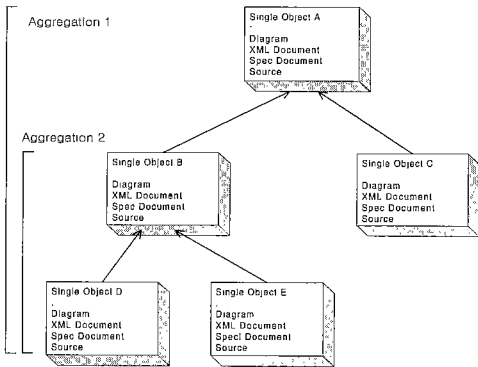 Aggregation 1
Single Object A
Diagram
XML Document
Spec Document
Source
Aggregation 2
Single Object B
Diagram
XML Document
Spec Document
Source
Single Object C
Diagram
XML Document
Spec Document
Source
Single Object D
Diagram
XML Document
Spec Document
Source
Single Object E
Diagram
XML Document
Speci Document
Source